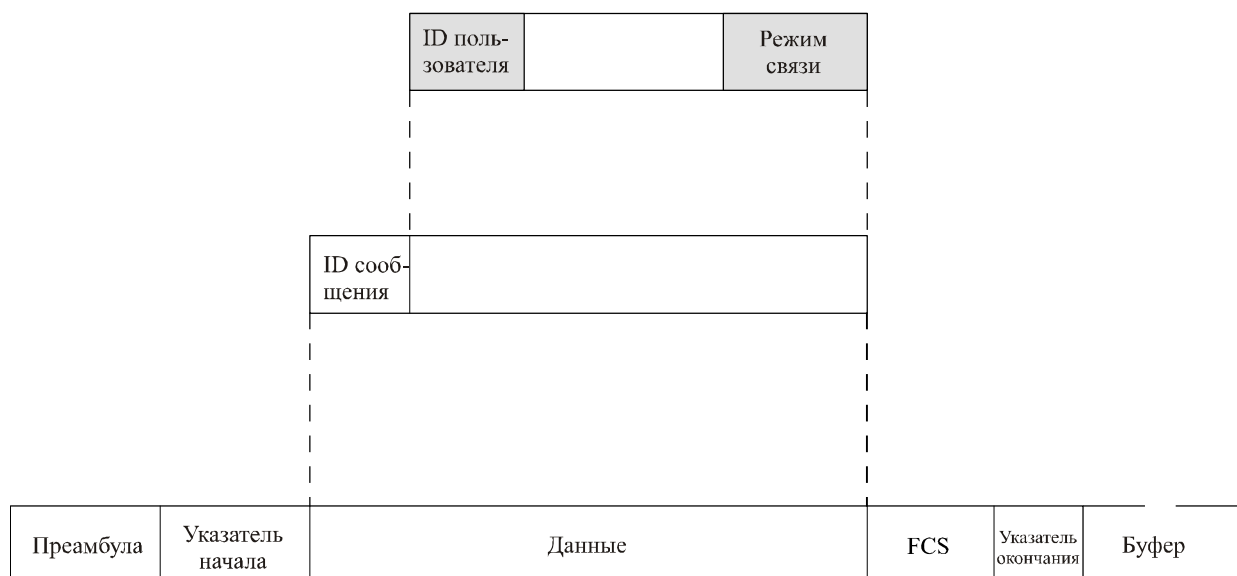 ID поль-
зователя
Режим
связи
ID сооб-
щения
Преамбула
Указатель
начала
Данные
FCS
Указатель
окончания
Буфер